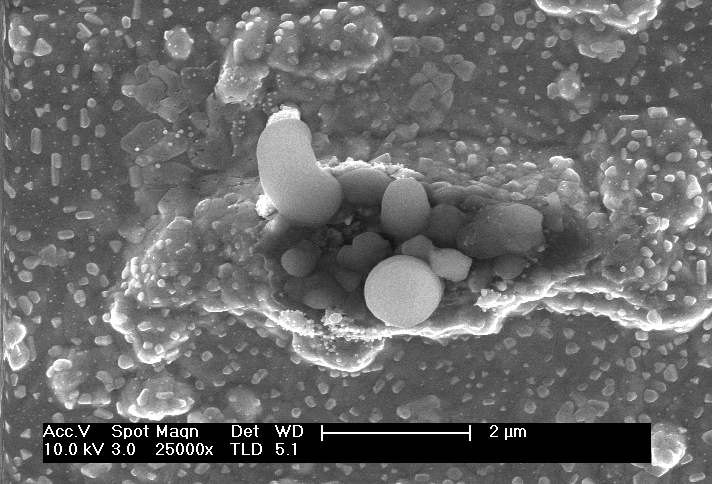 Acc.V Spot Magn Det WD 2 µm
10.0 kV 3.0 25000x TLD 5.1